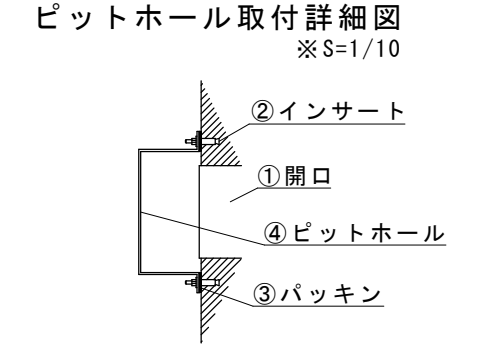 ピットホール取付詳細図
※S=1/10
②インサート
①開口
④ピットホール
③パッキン